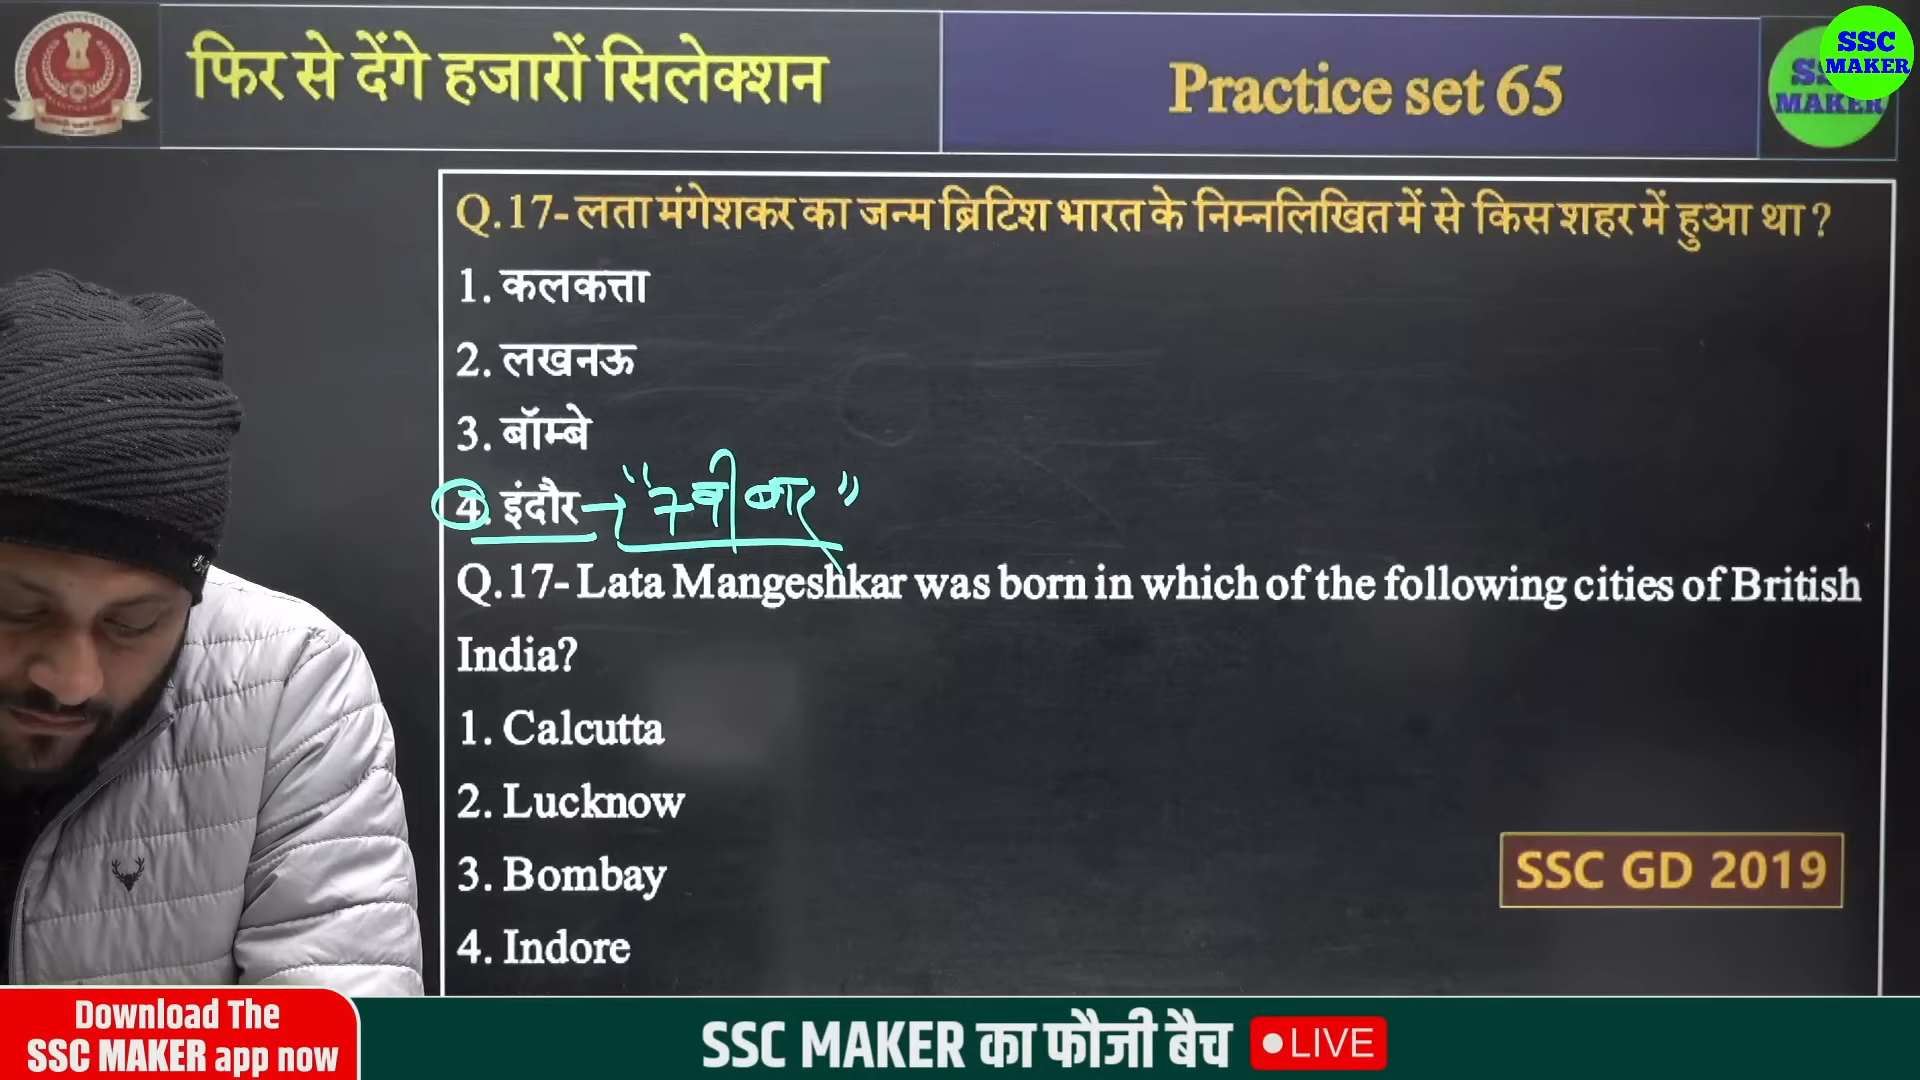 फिर से देंगे हजारों सिलेक्शन
Practice set 65
SSC
MAKER
MAKER
Q.17- लता मंगेशकर का जन्म ब्रिटिश भारत के निम्नलिखित में से किस शहर में हुआ था ?
1. कलकत्ता
2. लखनऊ
3. बॉम्बे
4. इंदौर → "7वी बार"
Q.17- Lata Mangeshkar was born in which of the following cities of British
India?
1. Calcutta
2. Lucknow
3. Bombay
4. Indore
SSC GD 2019
Download The
SSC MAKER app now
SSC MAKER का फौजी बैच
LIVE